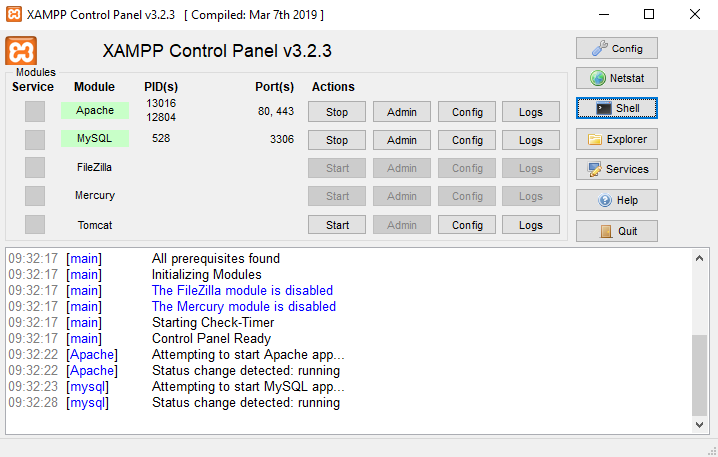 XAMPP Control Panel v3.2.3   [ Compiled: Mar 7th 2019 ]
XAMPP Control Panel v3.2.3
Config
Modules
Netstat
Service Module PID(s) Port(s) Actions
Apache 13016 12804 80, 443 Stop Admin Config Logs
Shell
MySQL 528 3306 Stop Admin Config Logs
Explorer
FileZilla Start Admin Config Logs
Services
Mercury Start Admin Config Logs
Help
Tomcat Start Admin Config Logs
Quit
09:32:17 [main] All prerequisites found
09:32:17 [main] Initializing Modules
09:32:17 [main] The FileZilla module is disabled
09:32:17 [main] The Mercury module is disabled
09:32:17 [main] Starting Check-Timer
09:32:17 [main] Control Panel Ready
09:32:22 [Apache] Attempting to start Apache app...
09:32:22 [Apache] Status change detected: running
09:32:23 [mysql] Attempting to start MySQL app...
09:32:28 [mysql] Status change detected: running